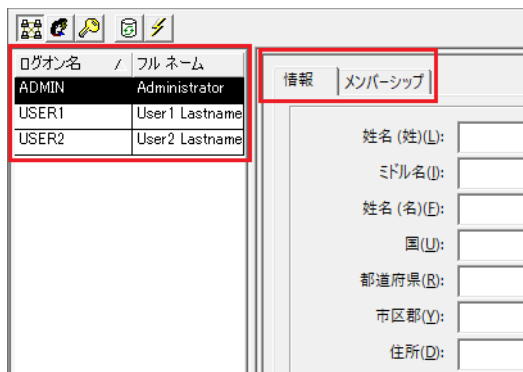 ログオン名 / フル ネーム
ADMIN Administrator
USER1 User1 Lastname
USER2 User2 Lastname
情報 メンバーシップ
姓名 (姓)(L):
ミドル名(I):
姓名 (名)(F):
国(U):
都道府県(R):
市区郡(Y):
住所(D):